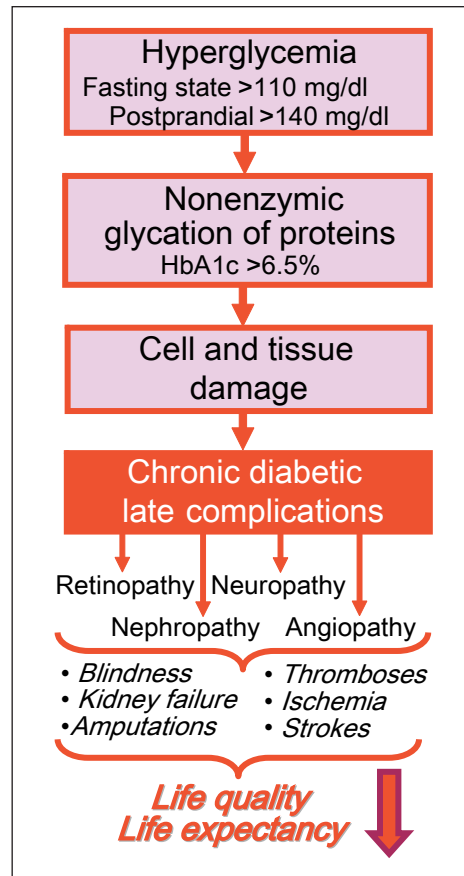 Hyperglycemia
Fasting state >110 mg/dl
Postprandial >140 mg/dl
Nonenzymic
glycation of proteins
HbA1c >6.5%
Cell and tissue
damage
Chronic diabetic
late complications
Retinopathy Neuropathy
Nephropathy Angiopathy
• Blindness
• Kidney failure
• Amputations
• Thromboses
• Ischemia
• Strokes
Life quality
Life expectancy